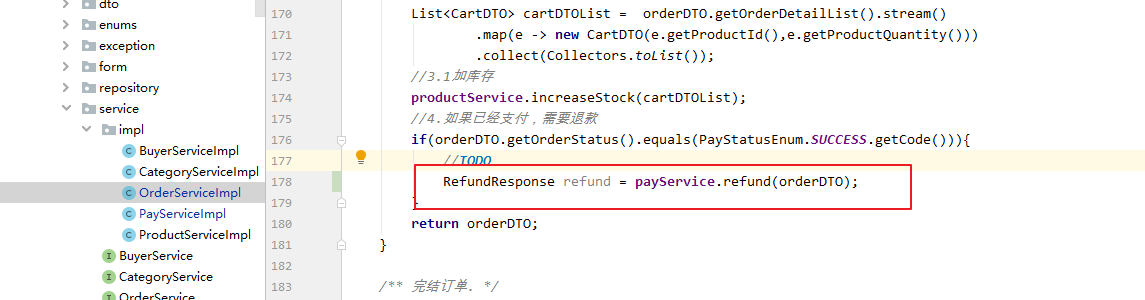 dto
enums
exception
form
repository
service
impl
BuyerServiceImpl
CategoryServiceImpl
OrderServiceImpl
PayServiceImpl
ProductServiceImpl
BuyerService
CategoryService
OrderService
170 List<CartDTO> cartDTOList = orderDTO.getOrderDetailList().stream()
171 .map(e -> new CartDTO(e.getProductId(),e.getProductQuantity()))
172 .collect(Collectors.toList());
173 //3.1加库存
174 productService.increaseStock(cartDTOList);
175 //4.如果已经支付，需要退款
176 if(orderDTO.getOrderStatus().equals(PayStatusEnum.SUCCESS.getCode())){
177 //TODO
178 RefundResponse refund = payService.refund(orderDTO);
179 }
180 return orderDTO;
181 }
182
183 /** 完结订单. */